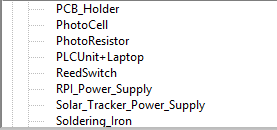 PCB_Holder
PhotoCell
PhotoResistor
PLCUnit+Laptop
ReedSwitch
RPI_Power_Supply
Solar_Tracker_Power_Supply
Soldering_Iron